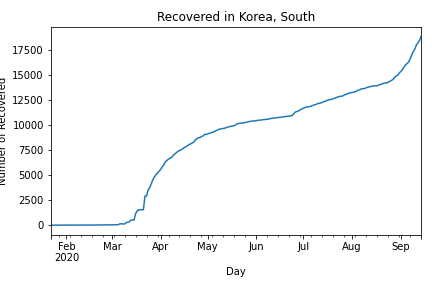 Recovered in Korea, South
Number of Recovered
17500
15000
12500
10000
7500
5000
2500
0
Feb Mar Apr May Jun Jul Aug Sep
2020
Day